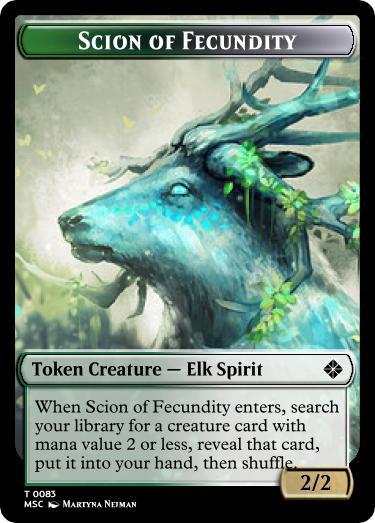 Scion of Fecundity
Token Creature — Elk Spirit
When Scion of Fecundity enters, search
your library for a creature card with
mana value 2 or less, reveal that card,
put it into your hand, then shuffle.
2/2
T 0083
MSC Martyna Nejman